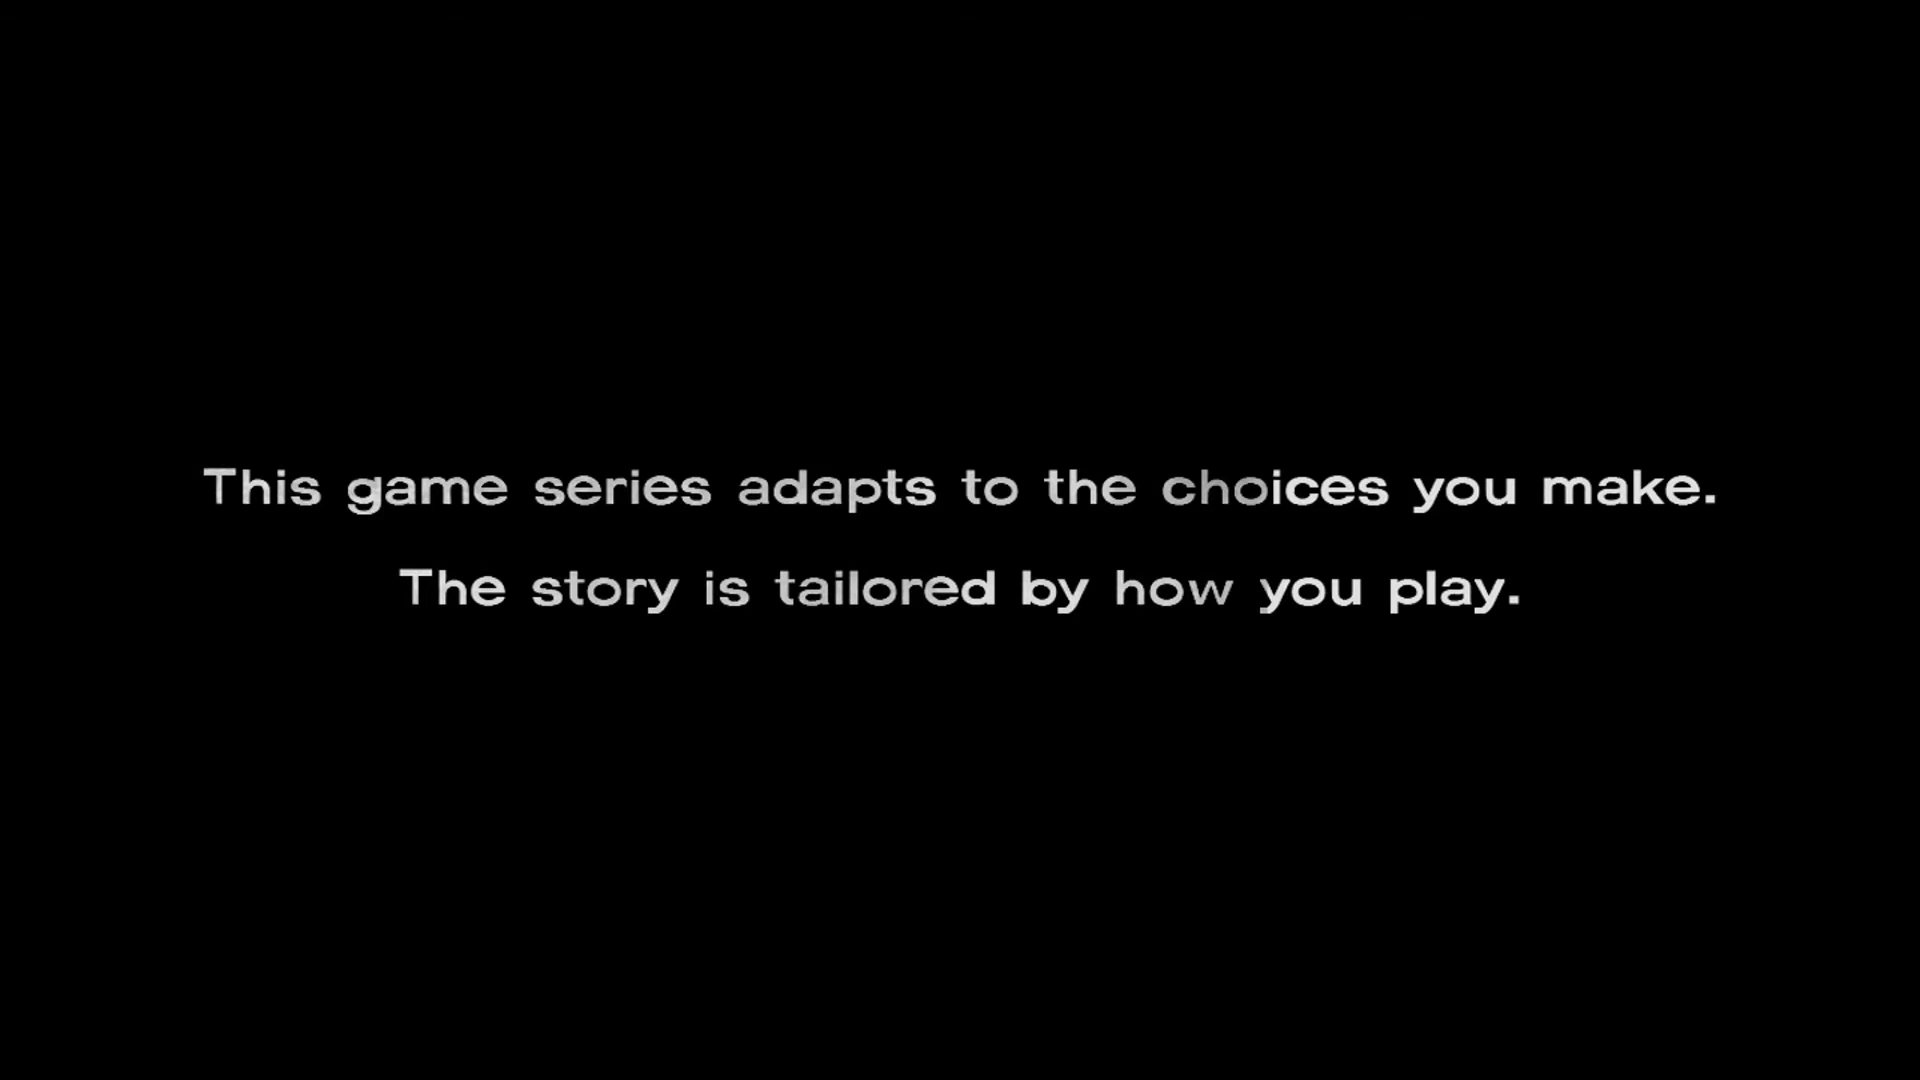 This game series adapts to the choices you make.
The story is tailored by how you play.